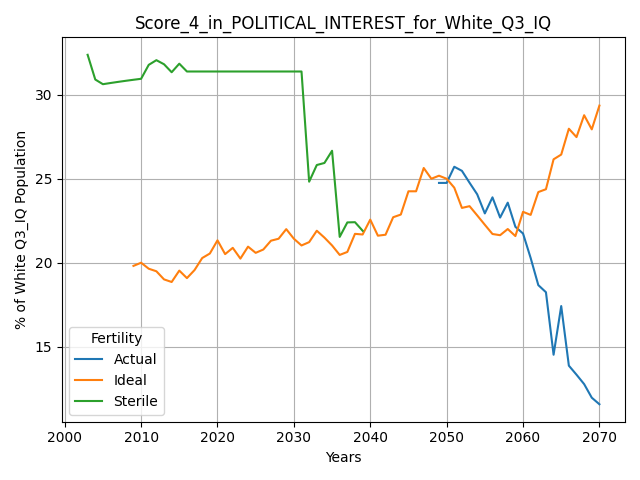 Score_4_in_POLITICAL_INTEREST_for_White_Q3_IQ
% of White Q3_IQ Population
30
25
20
15
Fertility
Actual
Ideal
Sterile
2000 2010 2020 2030 2040 2050 2060 2070
Years